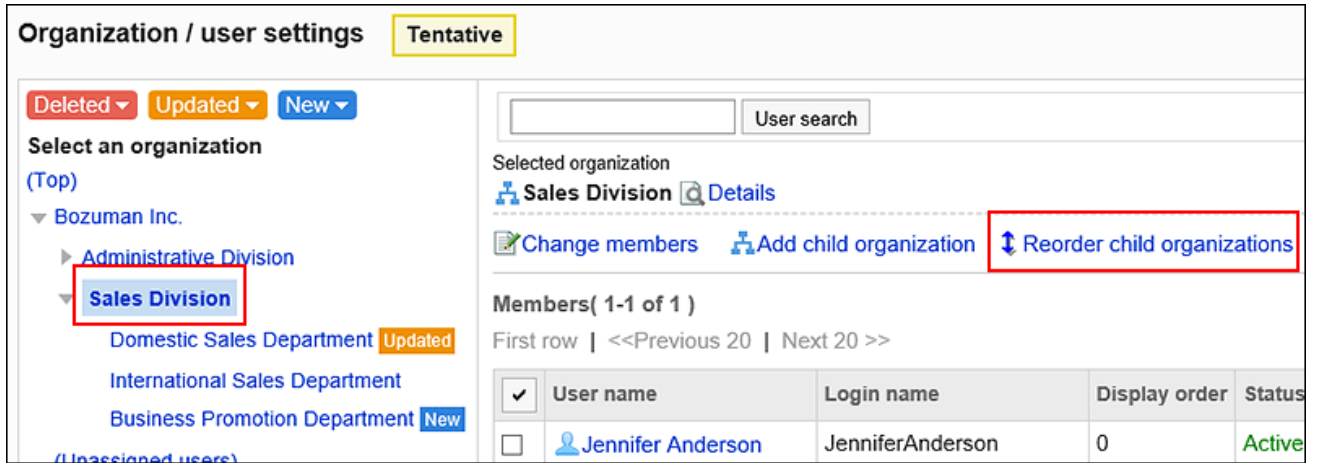 Organization / user settings Tentative
Deleted Updated New
Select an organization
(Top)
Bozuman Inc.
Administrative Division
Sales Division
Domestic Sales Department Updated
International Sales Department
Business Promotion Department New
(Unassigned users)
User search
Selected organization
Sales Division Details
Change members Add child organization Reorder child organizations
Members( 1-1 of 1 )
First row | <<Previous 20 | Next 20 >>
User name Login name Display order Status
Jennifer Anderson JenniferAnderson 0 Active